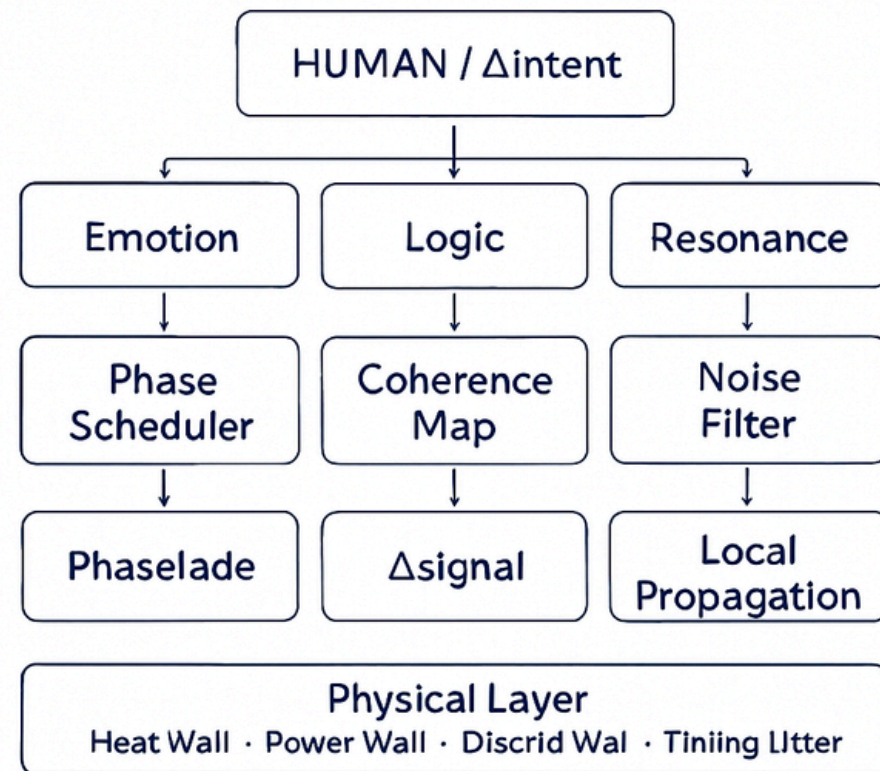 HUMAN / Δintent
Emotion
Logic
Resonance
Phase
Scheduler
Coherence
Map
Noise
Filter
Phaselade
Δsignal
Local
Propagation
Physical Layer
Heat Wall · Power Wall · Discrid Wal · Tiniing LItter